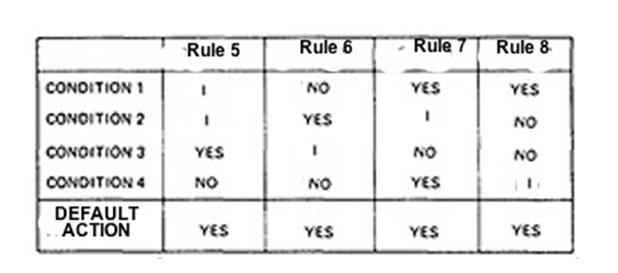 Rule 5 Rule 6 Rule 7 Rule 8
CONDITION 1 I NO YES YES
CONDITION 2 I YES I NO
CONDITION 3 YES I NO NO
CONDITION 4 NO NO YES I
DEFAULT
ACTION YES YES YES YES